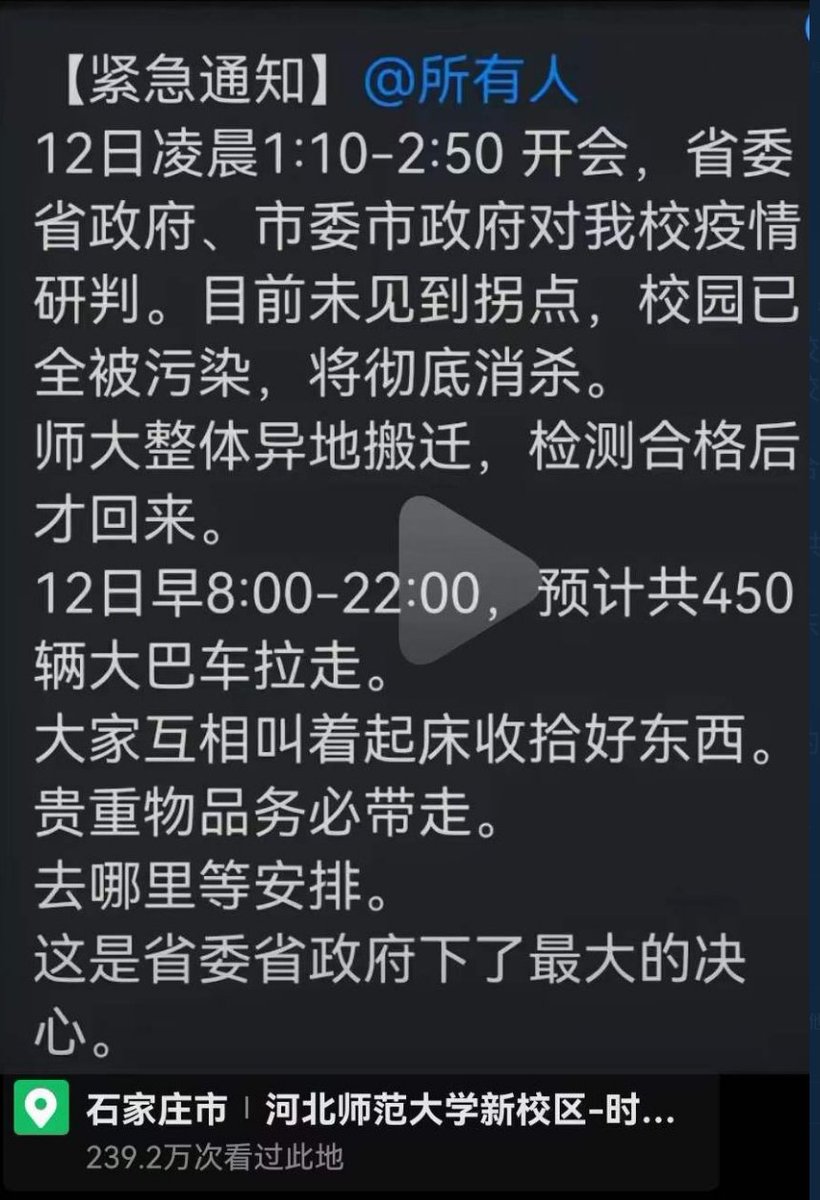 【紧急通知】@所有人
12日凌晨1:10-2:50 开会，省委
省政府、市委市政府对我校疫情
研判。目前未见到拐点，校园已
全被污染，将彻底消杀。
师大整体异地搬迁，检测合格后
才回来。
12日早8:00-22:00，预计共450
辆大巴车拉走。
大家互相叫着起床收拾好东西。
贵重物品务必带走。
去哪里等安排。
这是省委省政府下了最大的决
心。
石家庄市 | 河北师范大学新校区-时...
239.2万次看过此地